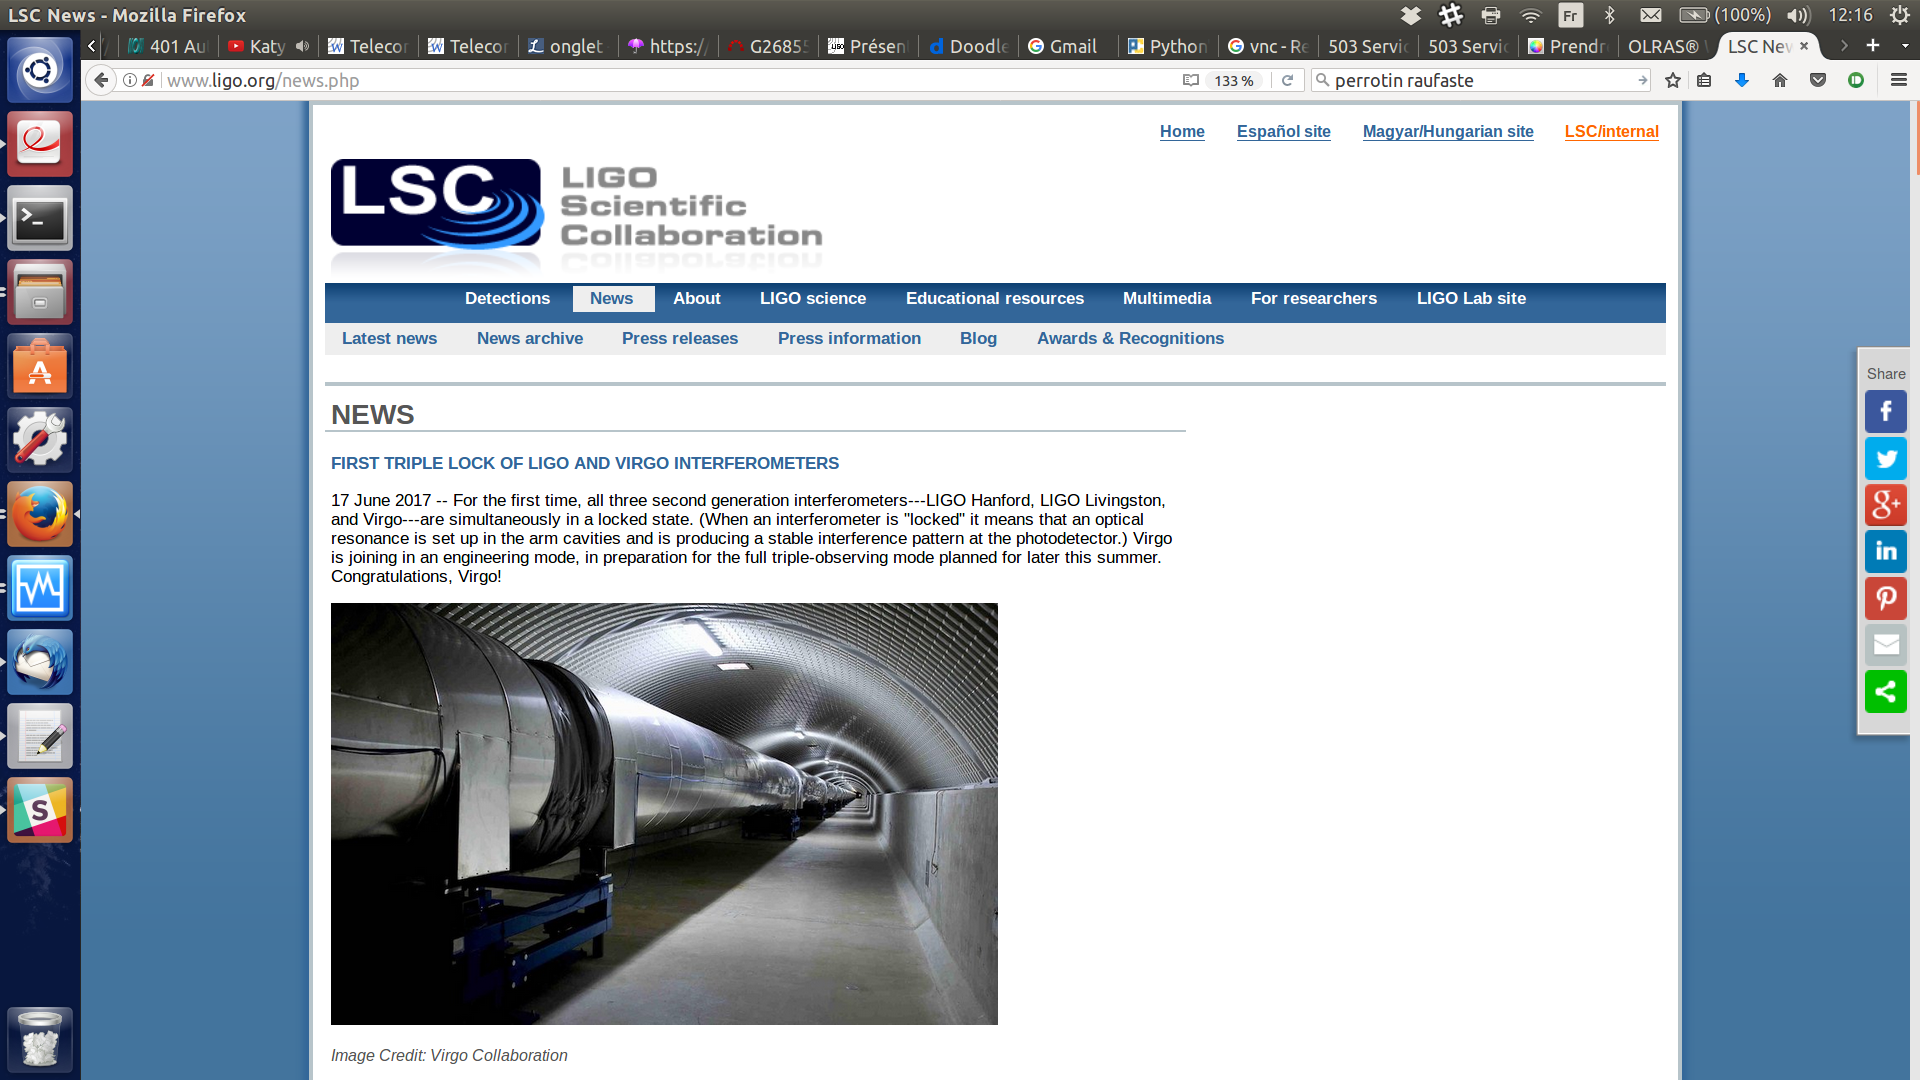 LSC News - Mozilla Firefox
Fr
(100%)
12:16
401 Au
Katy
Telecor
Telecor
onglet
https:/
G26855
Présen
Doodle
Gmail
Python
vnc - Re
503 Servic
503 Servic
Prendr
OLRAS®
LSC New
www.ligo.org/news.php
133 %
perrotin raufaste
Home
Español site
Magyar/Hungarian site
LSC/internal
LSC
LIGO
Scientific
Collaboration
Detections
News
About
LIGO science
Educational resources
Multimedia
For researchers
LIGO Lab site
Latest news
News archive
Press releases
Press information
Blog
Awards & Recognitions
Share
NEWS
FIRST TRIPLE LOCK OF LIGO AND VIRGO INTERFEROMETERS
17 June 2017 -- For the first time, all three second generation interferometers---LIGO Hanford, LIGO Livingston,
and Virgo---are simultaneously in a locked state. (When an interferometer is "locked" it means that an optical
resonance is set up in the arm cavities and is producing a stable interference pattern at the photodetector.) Virgo
is joining in an engineering mode, in preparation for the full triple-observing mode planned for later this summer.
Congratulations, Virgo!
Image Credit: Virgo Collaboration